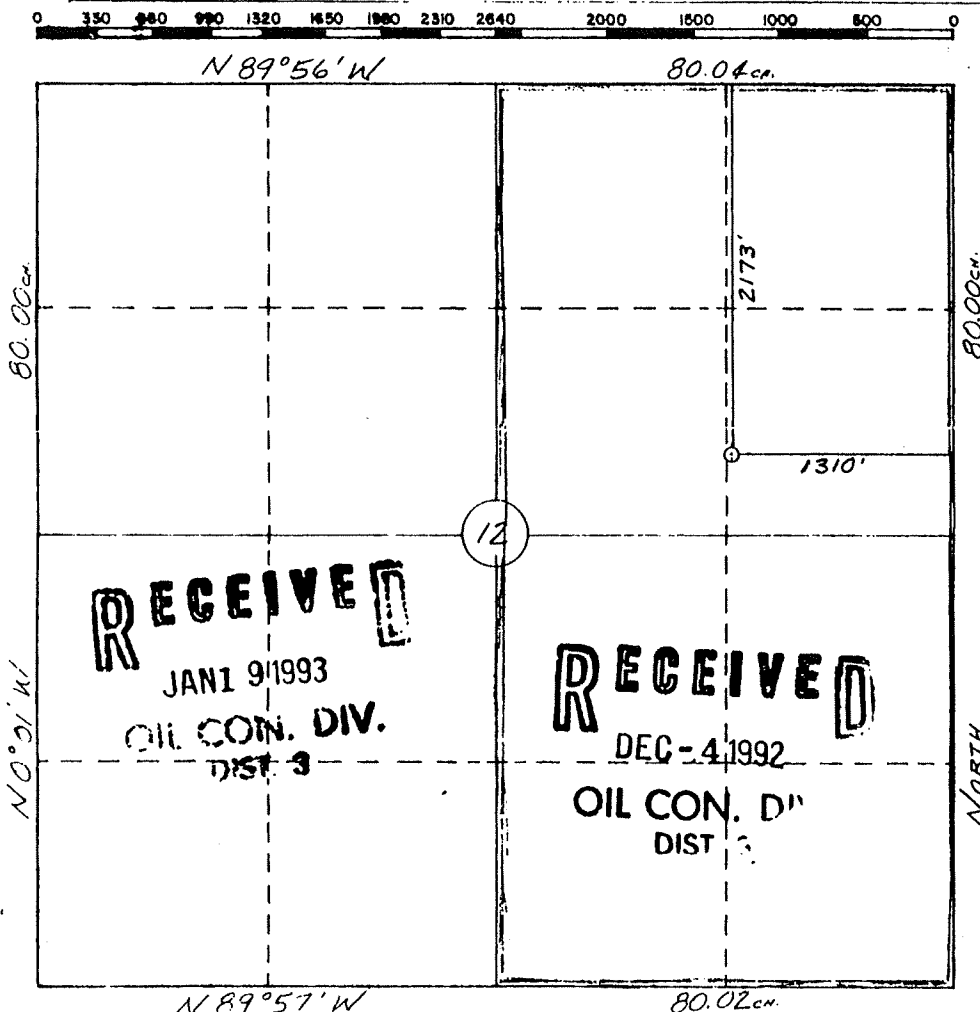 0 330 660 990 1320 1650 1980 2310 2640 2000 1500 1000 500 0
N 89°56' W 80.04 CH.
80.00 CH.
80.00 CH.
2173'
1310'
12
RECEIVED
JAN 19 1993
OIL CON. DIV.
DIST. 3
RECEIVED
DEC - 4 1992
OIL CON. D
DIST
N 0°01' W
NORTH
N 89°57' W 80.02 CH.